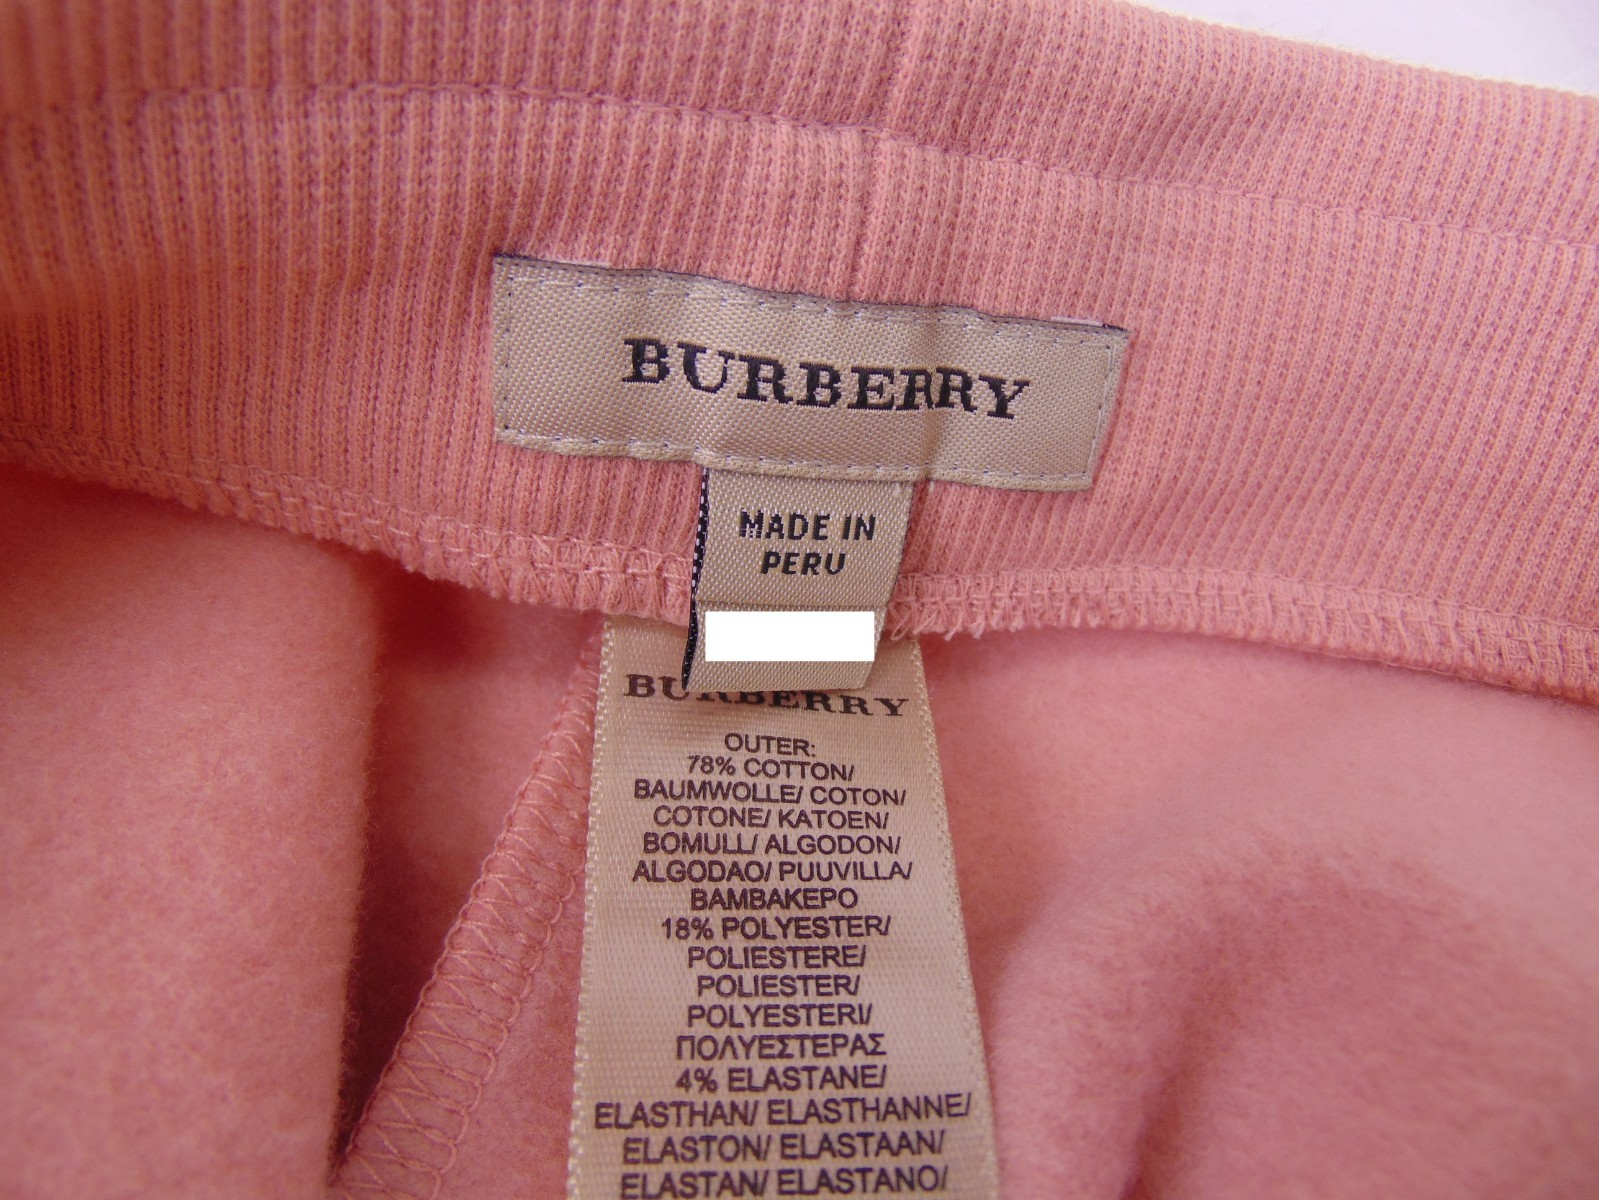 BURBERRY
MADE IN
PERU
BURBERRY
OUTER:
78% COTTON/
BAUMWOLLE/ COTON/
COTONE/ KATOEN/
BOMULL/ ALGODON/
ALGODAO/ PUUVILLA/
ΒΑΜΒΑΚΕΡΟ
18% POLYESTER/
POLIESTERE/
POLIESTER/
POLYESTERI/
ΠΟΛΥΕΣΤΕΡΑΣ
4% ELASTANE/
ELASTHAN/ ELASTHANNE/
ELASTON/ ELASTAAN/
ELASTAN/ ELASTANO/